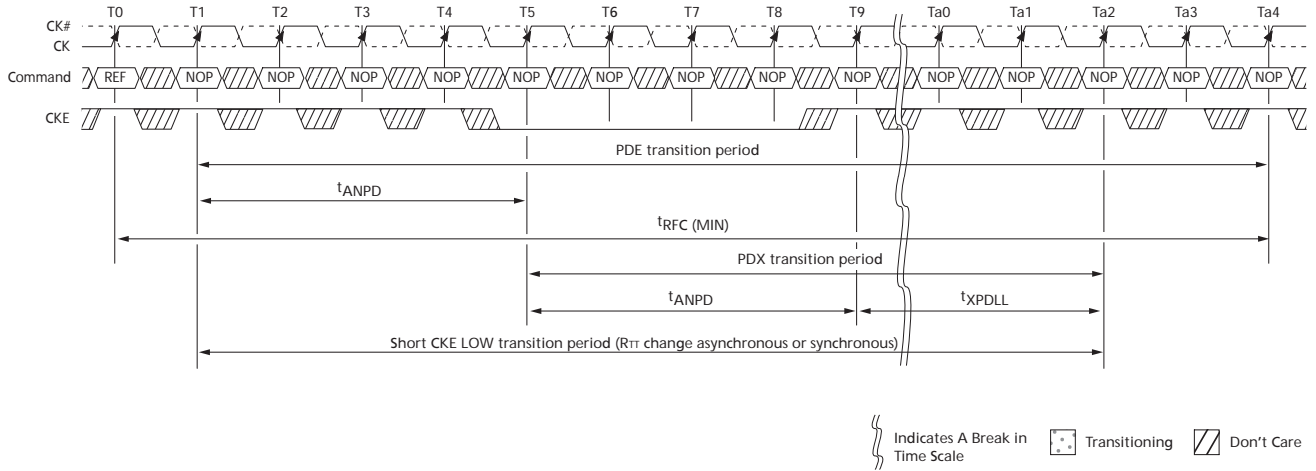 T0 T1 T2 T3 T4 T5 T6 T7 T8 T9 Ta0 Ta1 Ta2 Ta3 Ta4
CK#
CK
Command REF NOP NOP NOP NOP NOP NOP NOP NOP NOP NOP NOP NOP NOP NOP
CKE
PDE transition period
tANPD
tRFC (MIN)
PDX transition period
tANPD tXPDLL
Short CKE LOW transition period (RTT change asynchronous or synchronous)
Indicates A Break in
Time Scale
Transitioning
Don't Care